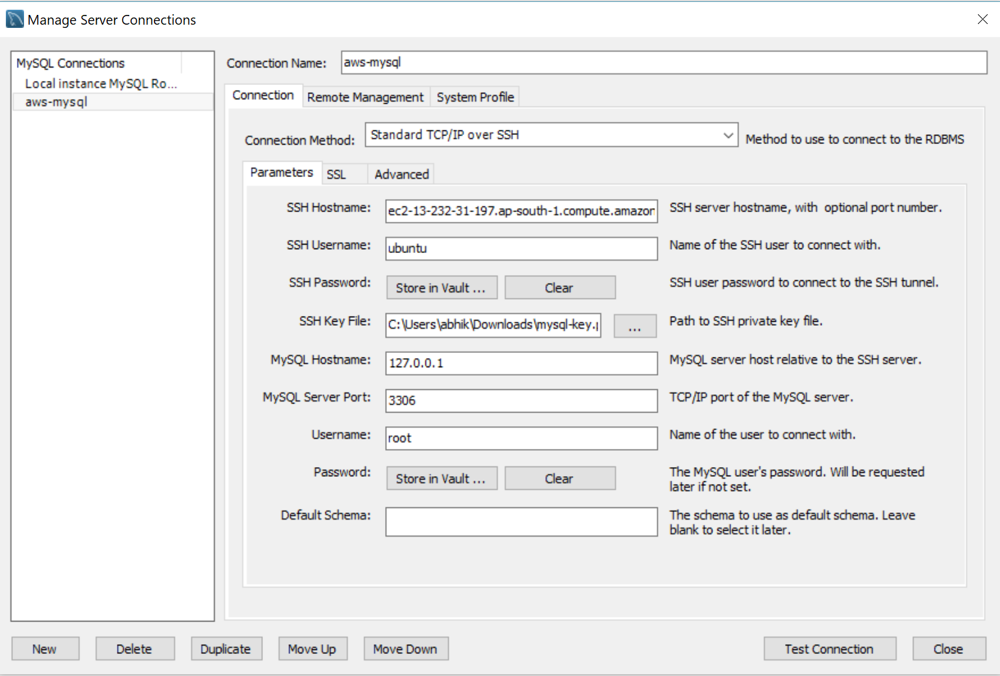 Manage Server Connections
MySQL Connections
Local instance MySQL Ro...
aws-mysql
Connection Name: aws-mysql
Connection Remote Management System Profile
Connection Method: Standard TCP/IP over SSH Method to use to connect to the RDBMS
Parameters SSL Advanced
SSH Hostname: ec2-13-232-31-197.ap-south-1.compute.amazon SSH server hostname, with optional port number.
SSH Username: ubuntu Name of the SSH user to connect with.
SSH Password: Store in Vault ... Clear SSH user password to connect to the SSH tunnel.
SSH Key File: C:\Users\abhik\Downloads\mysql-key.p ... Path to SSH private key file.
MySQL Hostname: 127.0.0.1 MySQL server host relative to the SSH server.
MySQL Server Port: 3306 TCP/IP port of the MySQL server.
Username: root Name of the user to connect with.
Password: Store in Vault ... Clear The MySQL user's password. Will be requested
later if not set.
Default Schema: The schema to use as default schema. Leave
blank to select it later.
New Delete Duplicate Move Up Move Down Test Connection Close